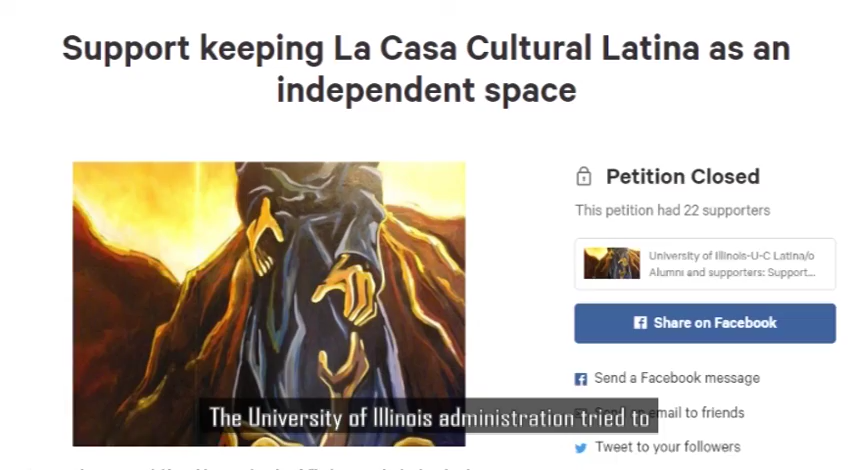 Support keeping La Casa Cultural Latina as an
independent space
Petition Closed
This petition had 22 supporters
University of Illinois-U-C Latina/o
Alumni and supporters: Support...
Share on Facebook
Send a Facebook message
The University of Illinois administration tried to
email to friends
Tweet to your followers